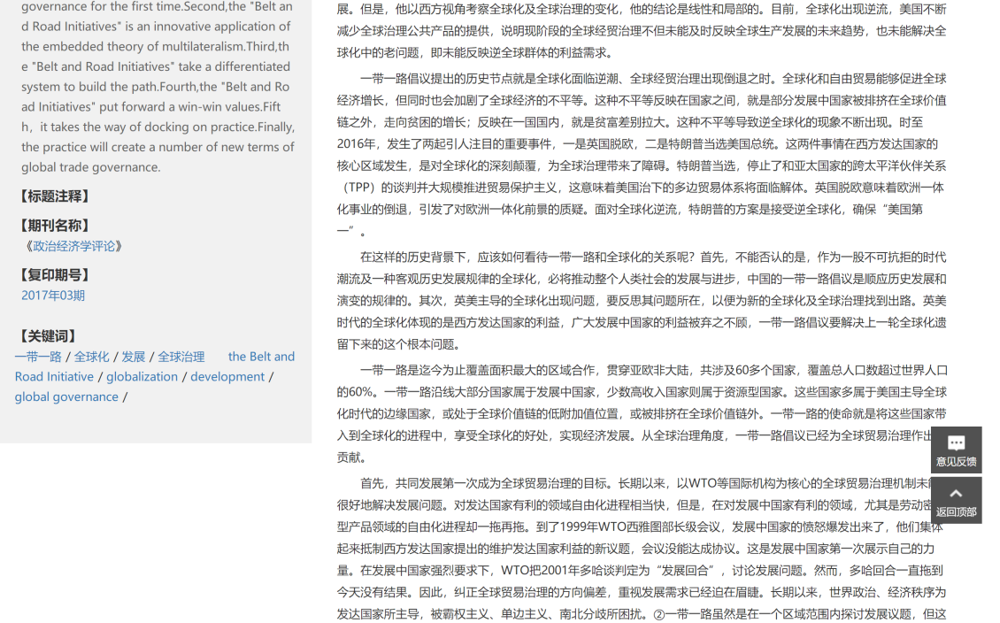 governance for the first time.Second,the "Belt an
d Road Initiatives" is an innovative application of
the embedded theory of multilateralism.Third,th
e "Belt and Road Initiatives" take a differentiated
system to build the path.Fourth,the "Belt and Ro
ad Initiatives" put forward a win-win values.Fift
h，it takes the way of docking on practice.Finally,
the practice will create a number of new terms of
global trade governance.
【标题注释】
【期刊名称】
《政治经济学评论》
【复印期号】
2017年03期
【关键词】
一带一路 / 全球化 / 发展 / 全球治理 the Belt and
Road Initiative / globalization / development /
global governance /
展。但是，他以西方视角考察全球化及全球治理的变化，他的结论是线性和局部的。目前，全球化出现逆流，美国不断
减少全球治理公共产品的提供，说明现阶段的全球经贸治理不但未能及时反映全球生产发展的未来趋势，也未能解决全
球化中的老问题，即未能反映逆全球群体的利益需求。
一带一路倡议提出的历史节点就是全球化面临逆潮、全球经贸治理出现倒退之时。全球化和自由贸易能够促进全球
经济增长，但同时也会加剧了全球经济的不平等。这种不平等反映在国家之间，就是部分发展中国家被排挤在全球价值
链之外，走向贫困的增长；反映在一国国内，就是贫富差别拉大。这种不平等导致逆全球化的现象不断出现。时至
2016年，发生了两起引人注目的重要事件，一是英国脱欧，二是特朗普当选美国总统。这两件事情在西方发达国家的
核心区域发生，是对全球化的深刻颠覆，为全球治理带来了障碍。特朗普当选，停止了和亚太国家的跨太平洋伙伴关系
（TPP）的谈判并大规模推进贸易保护主义，这意味着美国治下的多边贸易体系将面临解体。英国脱欧意味着欧洲一体
化事业的倒退，引发了对欧洲一体化前景的质疑。面对全球化逆流，特朗普的方案是接受逆全球化，确保“美国第
一”。
在这样的历史背景下，应该如何看待一带一路和全球化的关系呢？首先，不能否认的是，作为一股不可抗拒的时代
潮流及一种客观历史发展规律的全球化，必将推动整个人类社会的发展与进步，中国的一带一路倡议是顺应历史发展和
演变的规律的。其次，英美主导的全球化出现问题，要反思其问题所在，以便为新的全球化及全球治理找到出路。英美
时代的全球化体现的是西方发达国家的利益，广大发展中国家的利益被弃之不顾，一带一路倡议要解决上一轮全球化遗
留下来的这个根本问题。
一带一路是迄今为止覆盖面积最大的区域合作，贯穿亚欧非大陆，共涉及60多个国家，覆盖总人口数超过世界人口
的60%。一带一路沿线大部分国家属于发展中国家，少数高收入国家则属于资源型国家。这些国家多属于美国主导全球
化时代的边缘国家，或处于全球价值链的低附加值位置，或被排挤在全球价值链外。一带一路的使命就是将这些国家带
入到全球化的进程中，享受全球化的好处，实现经济发展。从全球治理角度，一带一路倡议已经为全球贸易治理作出
贡献。
首先，共同发展第一次成为全球贸易治理的目标。长期以来，以WTO等国际机构为核心的全球贸易治理机制未
很好地解决发展问题。对发达国家有利的领域自由化进程相当快，但是，在对发展中国家有利的领域，尤其是劳动密
型产品领域的自由化进程却一拖再拖。到了1999年WTO西雅图部长级会议，发展中国家的愤怒爆发出来了，他们集体
起来抵制西方发达国家提出的维护发达国家利益的新议题，会议没能达成协议。这是发展中国家第一次展示自己的力
量。在发展中国家强烈要求下，WTO把2001年多哈谈判定为“发展回合”，讨论发展问题。然而，多哈回合一直拖到
今天没有结果。因此，纠正全球贸易治理的方向偏差，重视发展需求已经迫在眉睫。长期以来，世界政治、经济秩序为
发达国家所主导，被霸权主义、单边主义、南北分歧所困扰。②一带一路虽然是在一个区域范围内探讨发展议题，但这
意见反馈
返回顶部